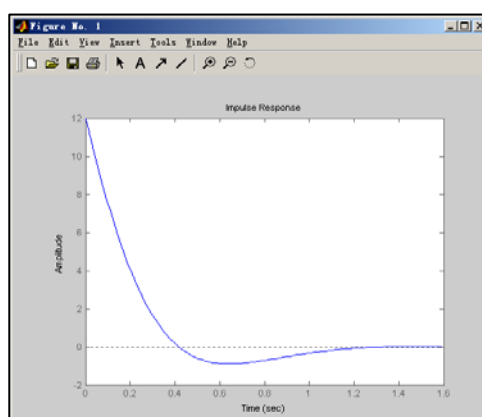 Figure No. 1
File Edit View Insert Tools Window Help
A
Impulse Response
12
10
8
6
4
2
0
-2
Amplitude
0 0.2 0.4 0.6 0.8 1 1.2 1.4 1.6
Time (sec)